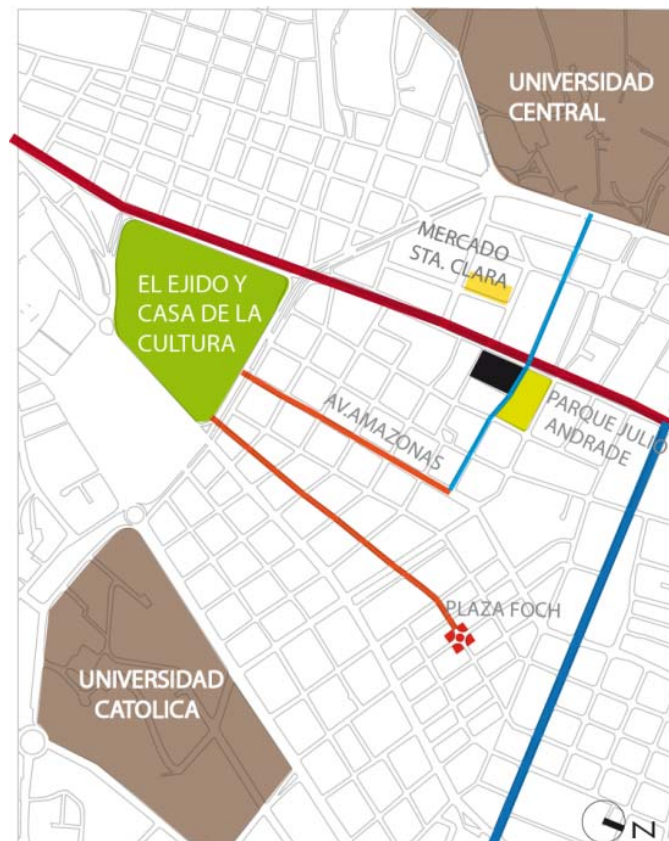 UNIVERSIDAD
CENTRAL
MERCADO
STA. CLARA
EL EJIDO Y
CASA DE LA
CULTURA
AV.AMAZONAS
PARQUE JULIO
ANDRADE
PLAZA FOCH
UNIVERSIDAD
CATOLICA
N